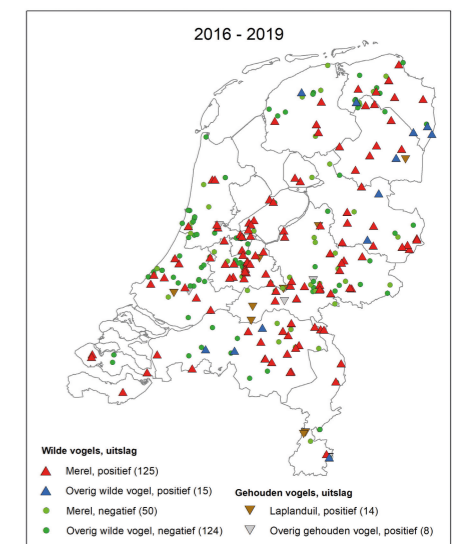 2016 - 2019
Wilde vogels, uitslag
Merel, positief (125)
Overig wilde vogel, positief (15)
Merel, negatief (50)
Overig wilde vogel, negatief (124)
Gehouden vogels, uitslag
Laplanduil, positief (14)
Overig gehouden vogel, positief (8)